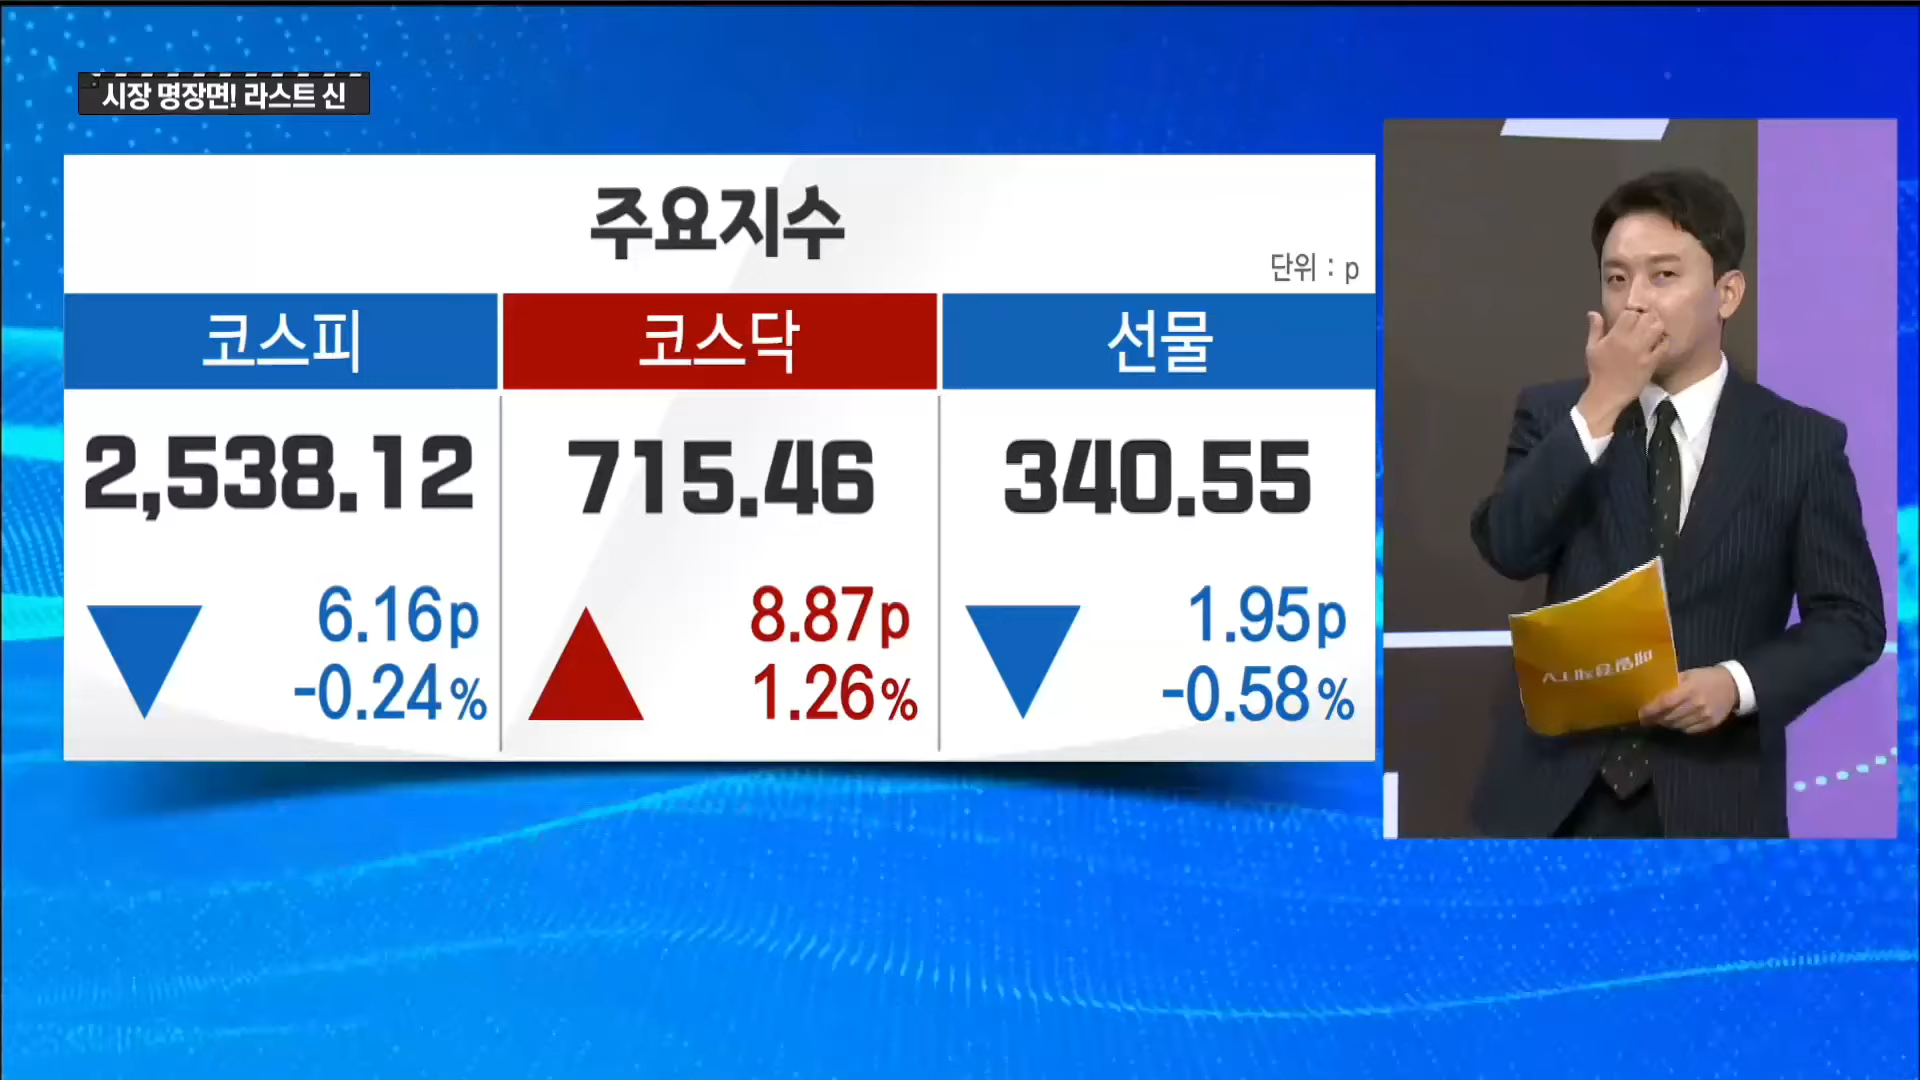 시장 명장면! 라스트 신
주요지수
단위 : p
코스피 코스닥 선물
2,538.12 715.46 340.55
▼ 6.16p ▲ 8.87p ▼ 1.95p
-0.24% 1.26% -0.58%